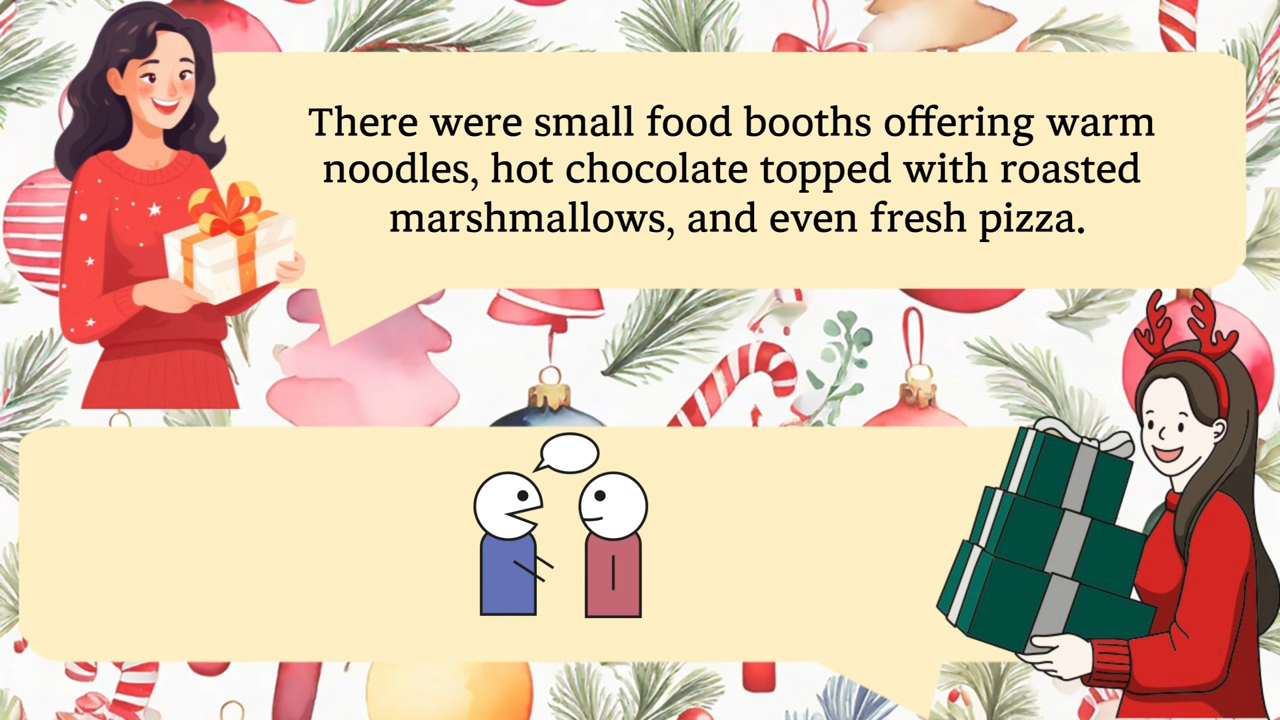 There were small food booths offering warm
noodles, hot chocolate topped with roasted
marshmallows, and even fresh pizza.